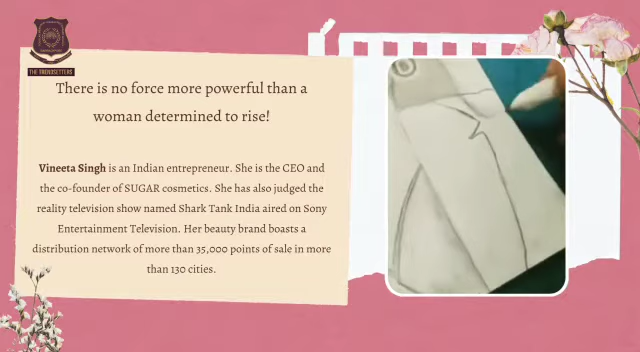 THE TRENDSETTERS
There is no force more powerful than a
woman determined to rise!
Vineeta Singh is an Indian entrepreneur. She is the CEO and
the co-founder of SUGAR cosmetics. She has also judged the
reality television show named Shark Tank India aired on Sony
Entertainment Television. Her beauty brand boasts a
distribution network of more than 35,000 points of sale in more
than 130 cities.